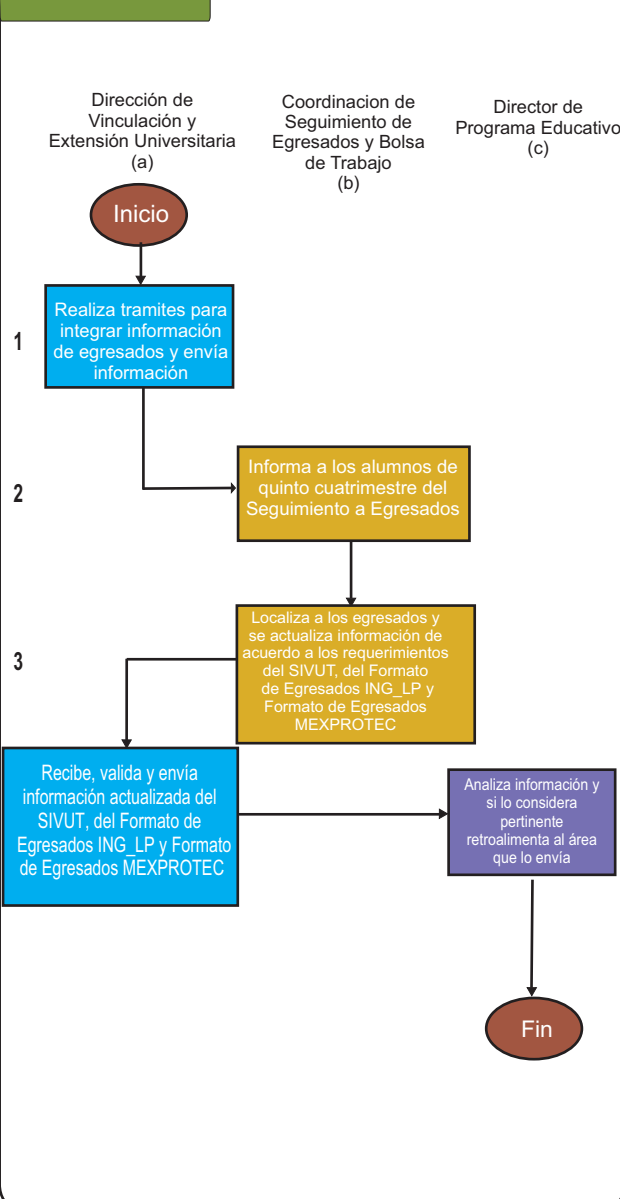 Dirección de
Vinculación y
Extensión Universitaria
(a)
Coordinacion de
Seguimiento de
Egresados y Bolsa
de Trabajo
(b)
Director de
Programa Educativo
(c)
Inicio
1
Realiza tramites para
integrar información
de egresados y envía
información
2
Informa a los alumnos de
quinto cuatrimestre del
Seguimiento a Egresados
3
Localiza a los egresados y
se actualiza información de
acuerdo a los requerimientos
del SIVUT, del Formato
de Egresados ING_LP y
Formato de Egresados
MEXPROTEC
Recibe, valida y envía
información actualizada del
SIVUT, del Formato de
Egresados ING_LP y Formato
de Egresados MEXPROTEC
Analiza información y
si lo considera
pertinente
retroalimenta al área
que lo envía
Fin